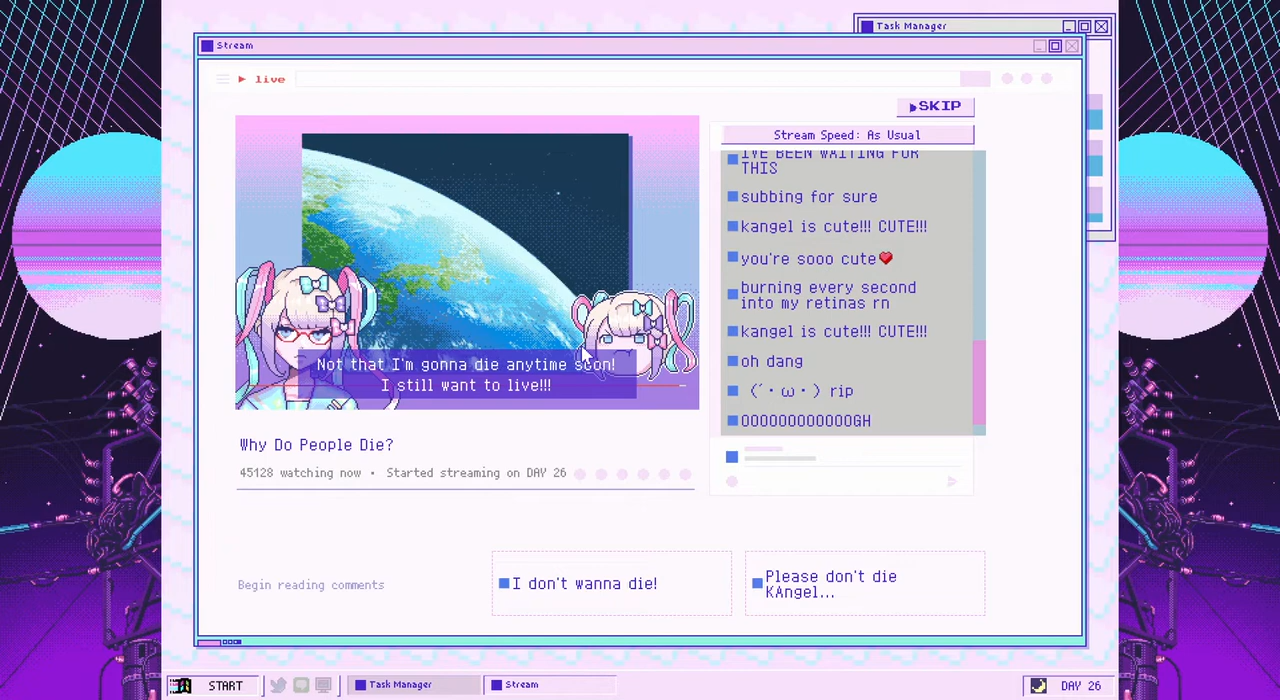 Task Manager
Stream
live
SKIP
Stream Speed: As Usual
IVE BEEN WAITING FOR
THIS
subbing for sure
kangel is cute!!! CUTE!!!
you're sooo cute❤
burning every second
into my retinas rn
kangel is cute!!! CUTE!!!
oh dang
(´・ω・) rip
OOOOOOOOOOOOOGH
Not that I'm gonna die anytime soon!
I still want to live!!!
Why Do People Die?
45128 watching now • Started streaming on DAY 26
Begin reading comments
I don't wanna die!
Please don't die
KAngel...
START
Task Manager
Stream
DAY 26